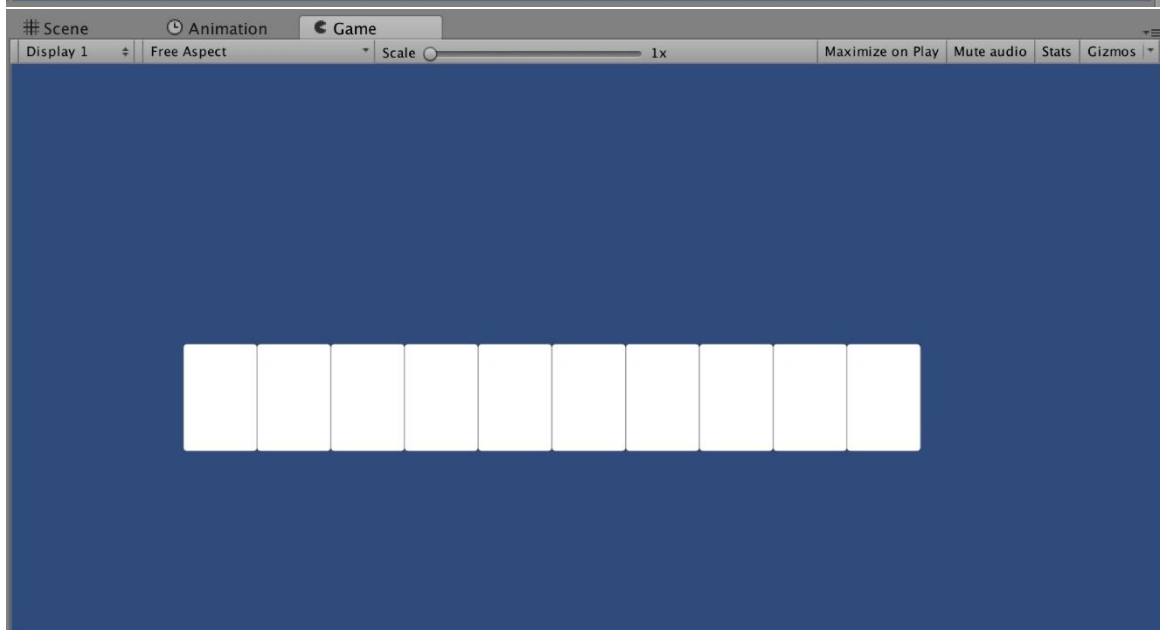 Scene Animation Game
Display 1 Free Aspect Scale 1x Maximize on Play Mute audio Stats Gizmos